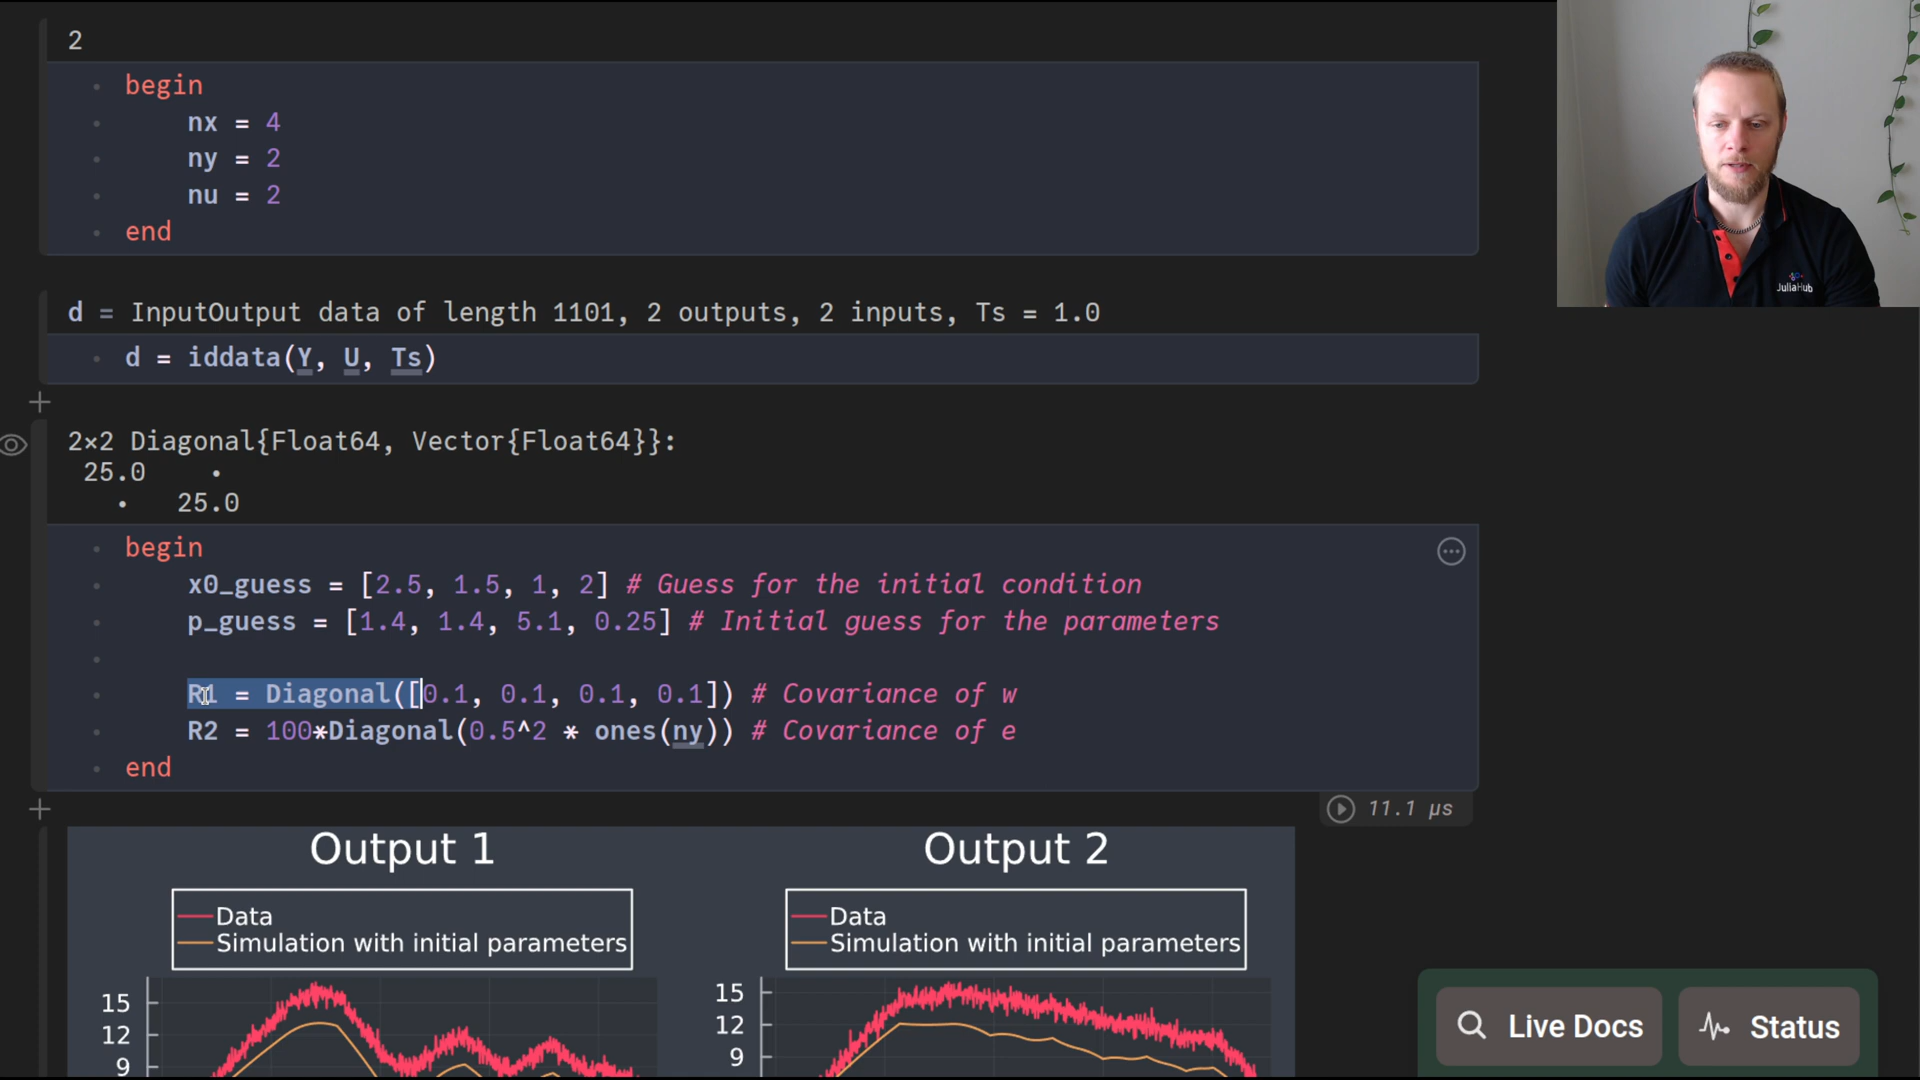 2
begin
nx = 4
ny = 2
nu = 2
end
d = InputOutput data of length 1101, 2 outputs, 2 inputs, Ts = 1.0
d = iddata(Y, U, Ts)
2×2 Diagonal{Float64, Vector{Float64}}:
25.0 ⋅
⋅ 25.0
begin
x0_guess = [2.5, 1.5, 1, 2] # Guess for the initial condition
p_guess = [1.4, 1.4, 5.1, 0.25] # Initial guess for the parameters
R1 = Diagonal([0.1, 0.1, 0.1, 0.1]) # Covariance of w
R2 = 100*Diagonal(0.5^2 * ones(ny)) # Covariance of e
end
11.1 μs
Output 1
Data
Simulation with initial parameters
15
12
9
Output 2
Data
Simulation with initial parameters
15
12
9
Live Docs
Status
JuliaHub